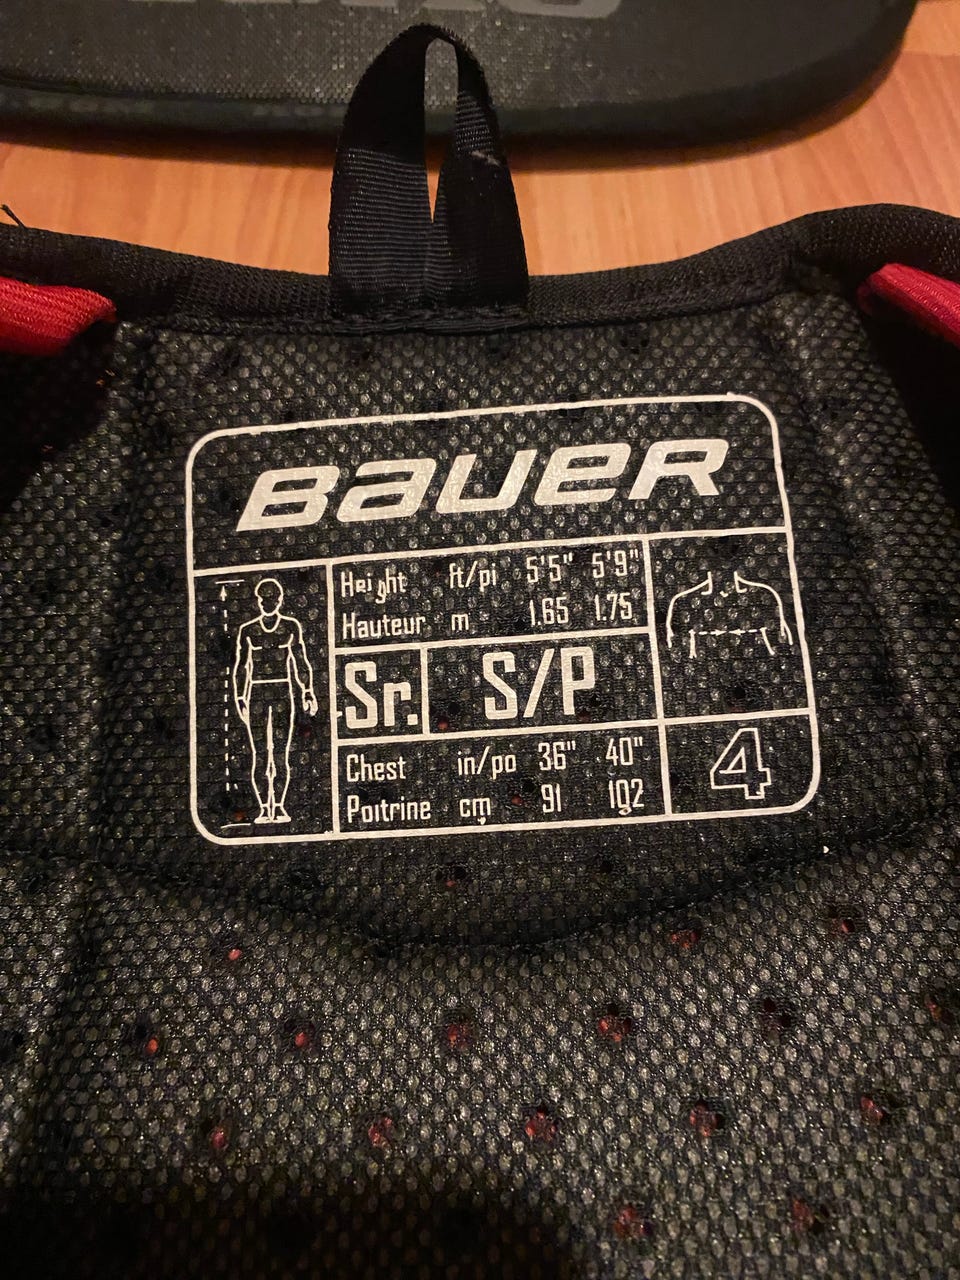 BAUER
Height ft/pi 5'5" 5'9"
Hauteur m 1.65 1.75
Sr. S/P
Chest in/po 36" 40"
Poitrine cm 91 102
4